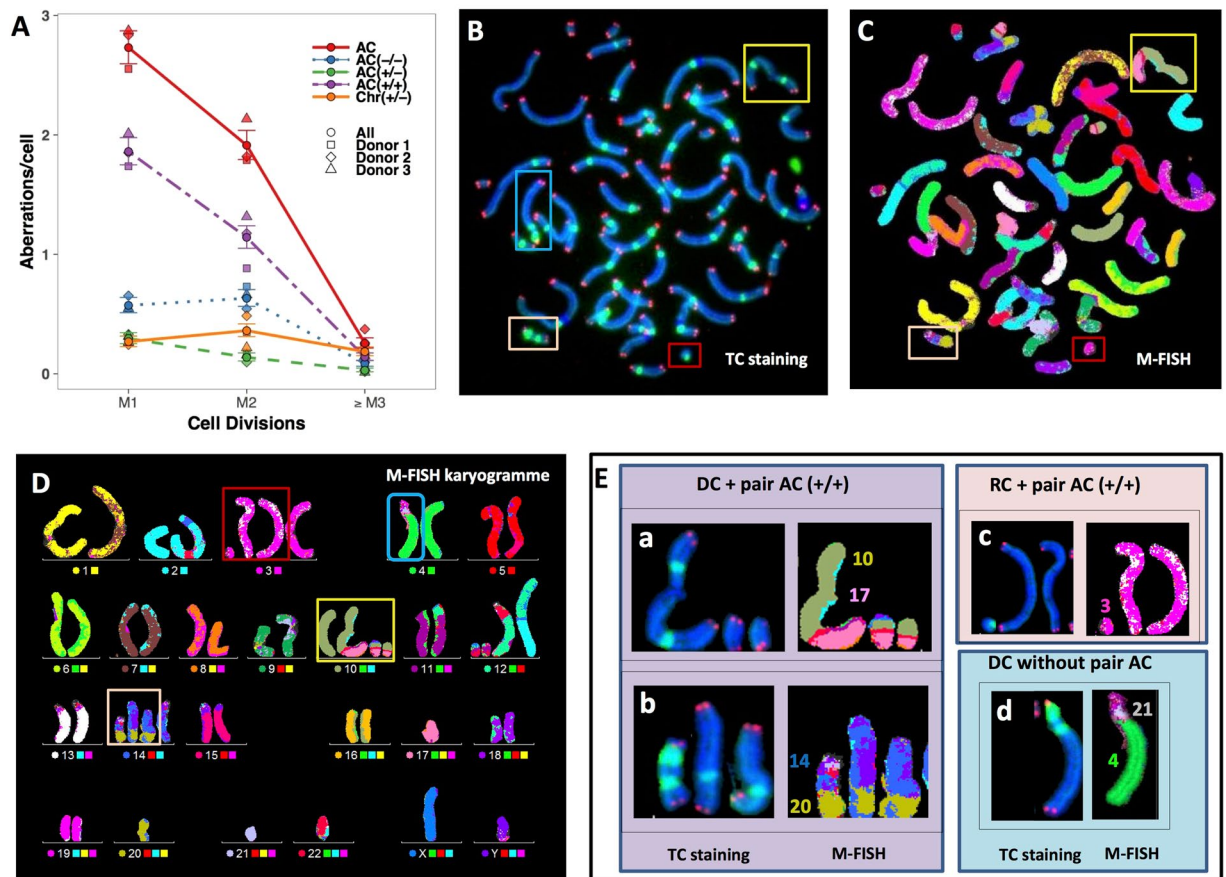 A
3
2
1
0
Aberrations/cell
M1
M2
≥ M3
Cell Divisions
AC
AC(−/−)
AC(+/−)
AC(+/+)
Chr(+/−)
All
Donor 1
Donor 2
Donor 3
B
TC staining
C
M-FISH
D
M-FISH karyogramme
1
2
3
4
5
6
7
8
9
10
11
12
13
14
15
16
17
18
19
20
21
22
X
Y
E
DC + pair AC (+/+)
a
10
17
b
14
20
TC staining
M-FISH
RC + pair AC (+/+)
c
3
DC without pair AC
d
21
4
TC staining
M-FISH